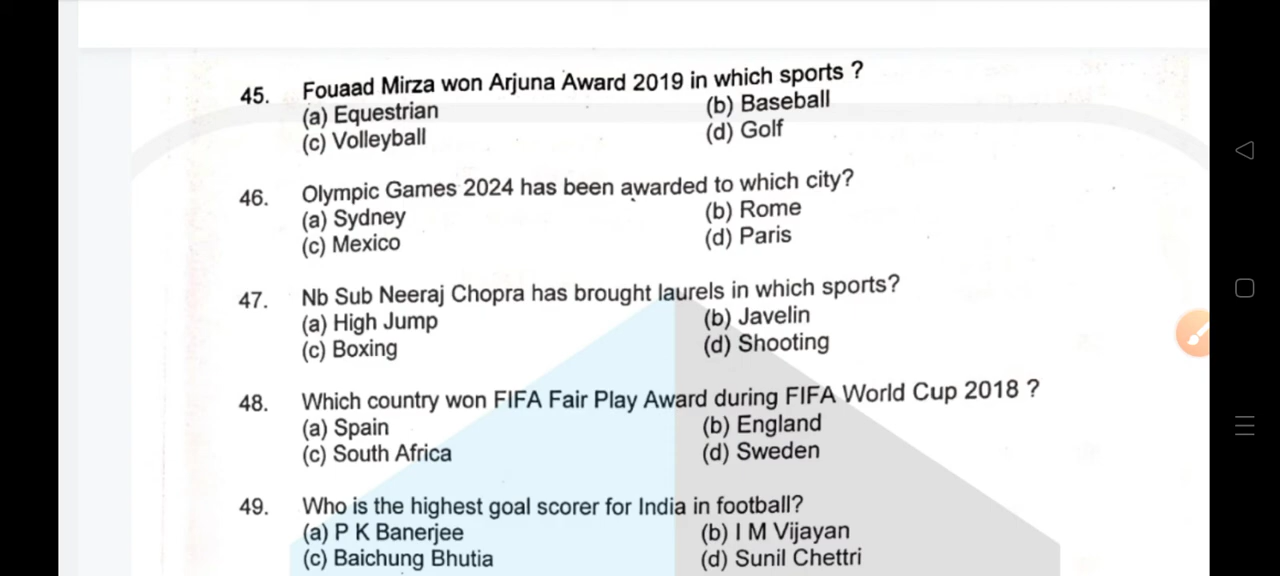 45. Fouaad Mirza won Arjuna Award 2019 in which sports ?
(a) Equestrian (b) Baseball
(c) Volleyball (d) Golf
46. Olympic Games 2024 has been awarded to which city?
(a) Sydney (b) Rome
(c) Mexico (d) Paris
47. Nb Sub Neeraj Chopra has brought laurels in which sports?
(a) High Jump (b) Javelin
(c) Boxing (d) Shooting
48. Which country won FIFA Fair Play Award during FIFA World Cup 2018 ?
(a) Spain (b) England
(c) South Africa (d) Sweden
49. Who is the highest goal scorer for India in football?
(a) P K Banerjee (b) I M Vijayan
(c) Baichung Bhutia (d) Sunil Chettri